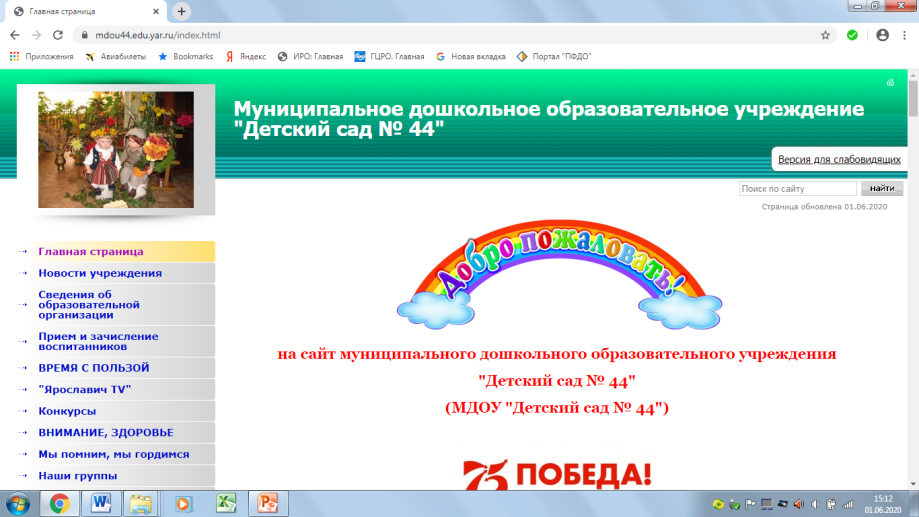 Главная страница
mdou44.edu.yar.ru/index.html
Приложения Авиабилеты Bookmarks Яндекс ИРО: Главная ГЦРО. Главная Новая вкладка Портал "ПФДО"
Муниципальное дошкольное образовательное учреждение
"Детский сад № 44"
Версия для слабовидящих
Поиск по сайту найти
Страница обновлена 01.06.2020
Главная страница
Новости учреждения
Сведения об
образовательной
организации
Прием и зачисление
воспитанников
ВРЕМЯ С ПОЛЬЗОЙ
"Ярославич TV"
Конкурсы
ВНИМАНИЕ, ЗДОРОВЬЕ
Мы помним, мы гордимся
Наши группы
Добро пожаловать!
на сайт муниципального дошкольного образовательного учреждения
"Детский сад № 44"
(МДОУ "Детский сад № 44")
75 ПОБЕДА!
15:12
01.06.2020